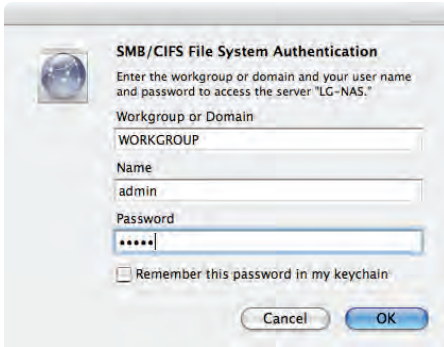 SMB/CIFS File System Authentication
Enter the workgroup or domain and your user name
and password to access the server "LG-NAS."
Workgroup or Domain
WORKGROUP
Name
admin
Password
•••••
Remember this password in my keychain
Cancel OK